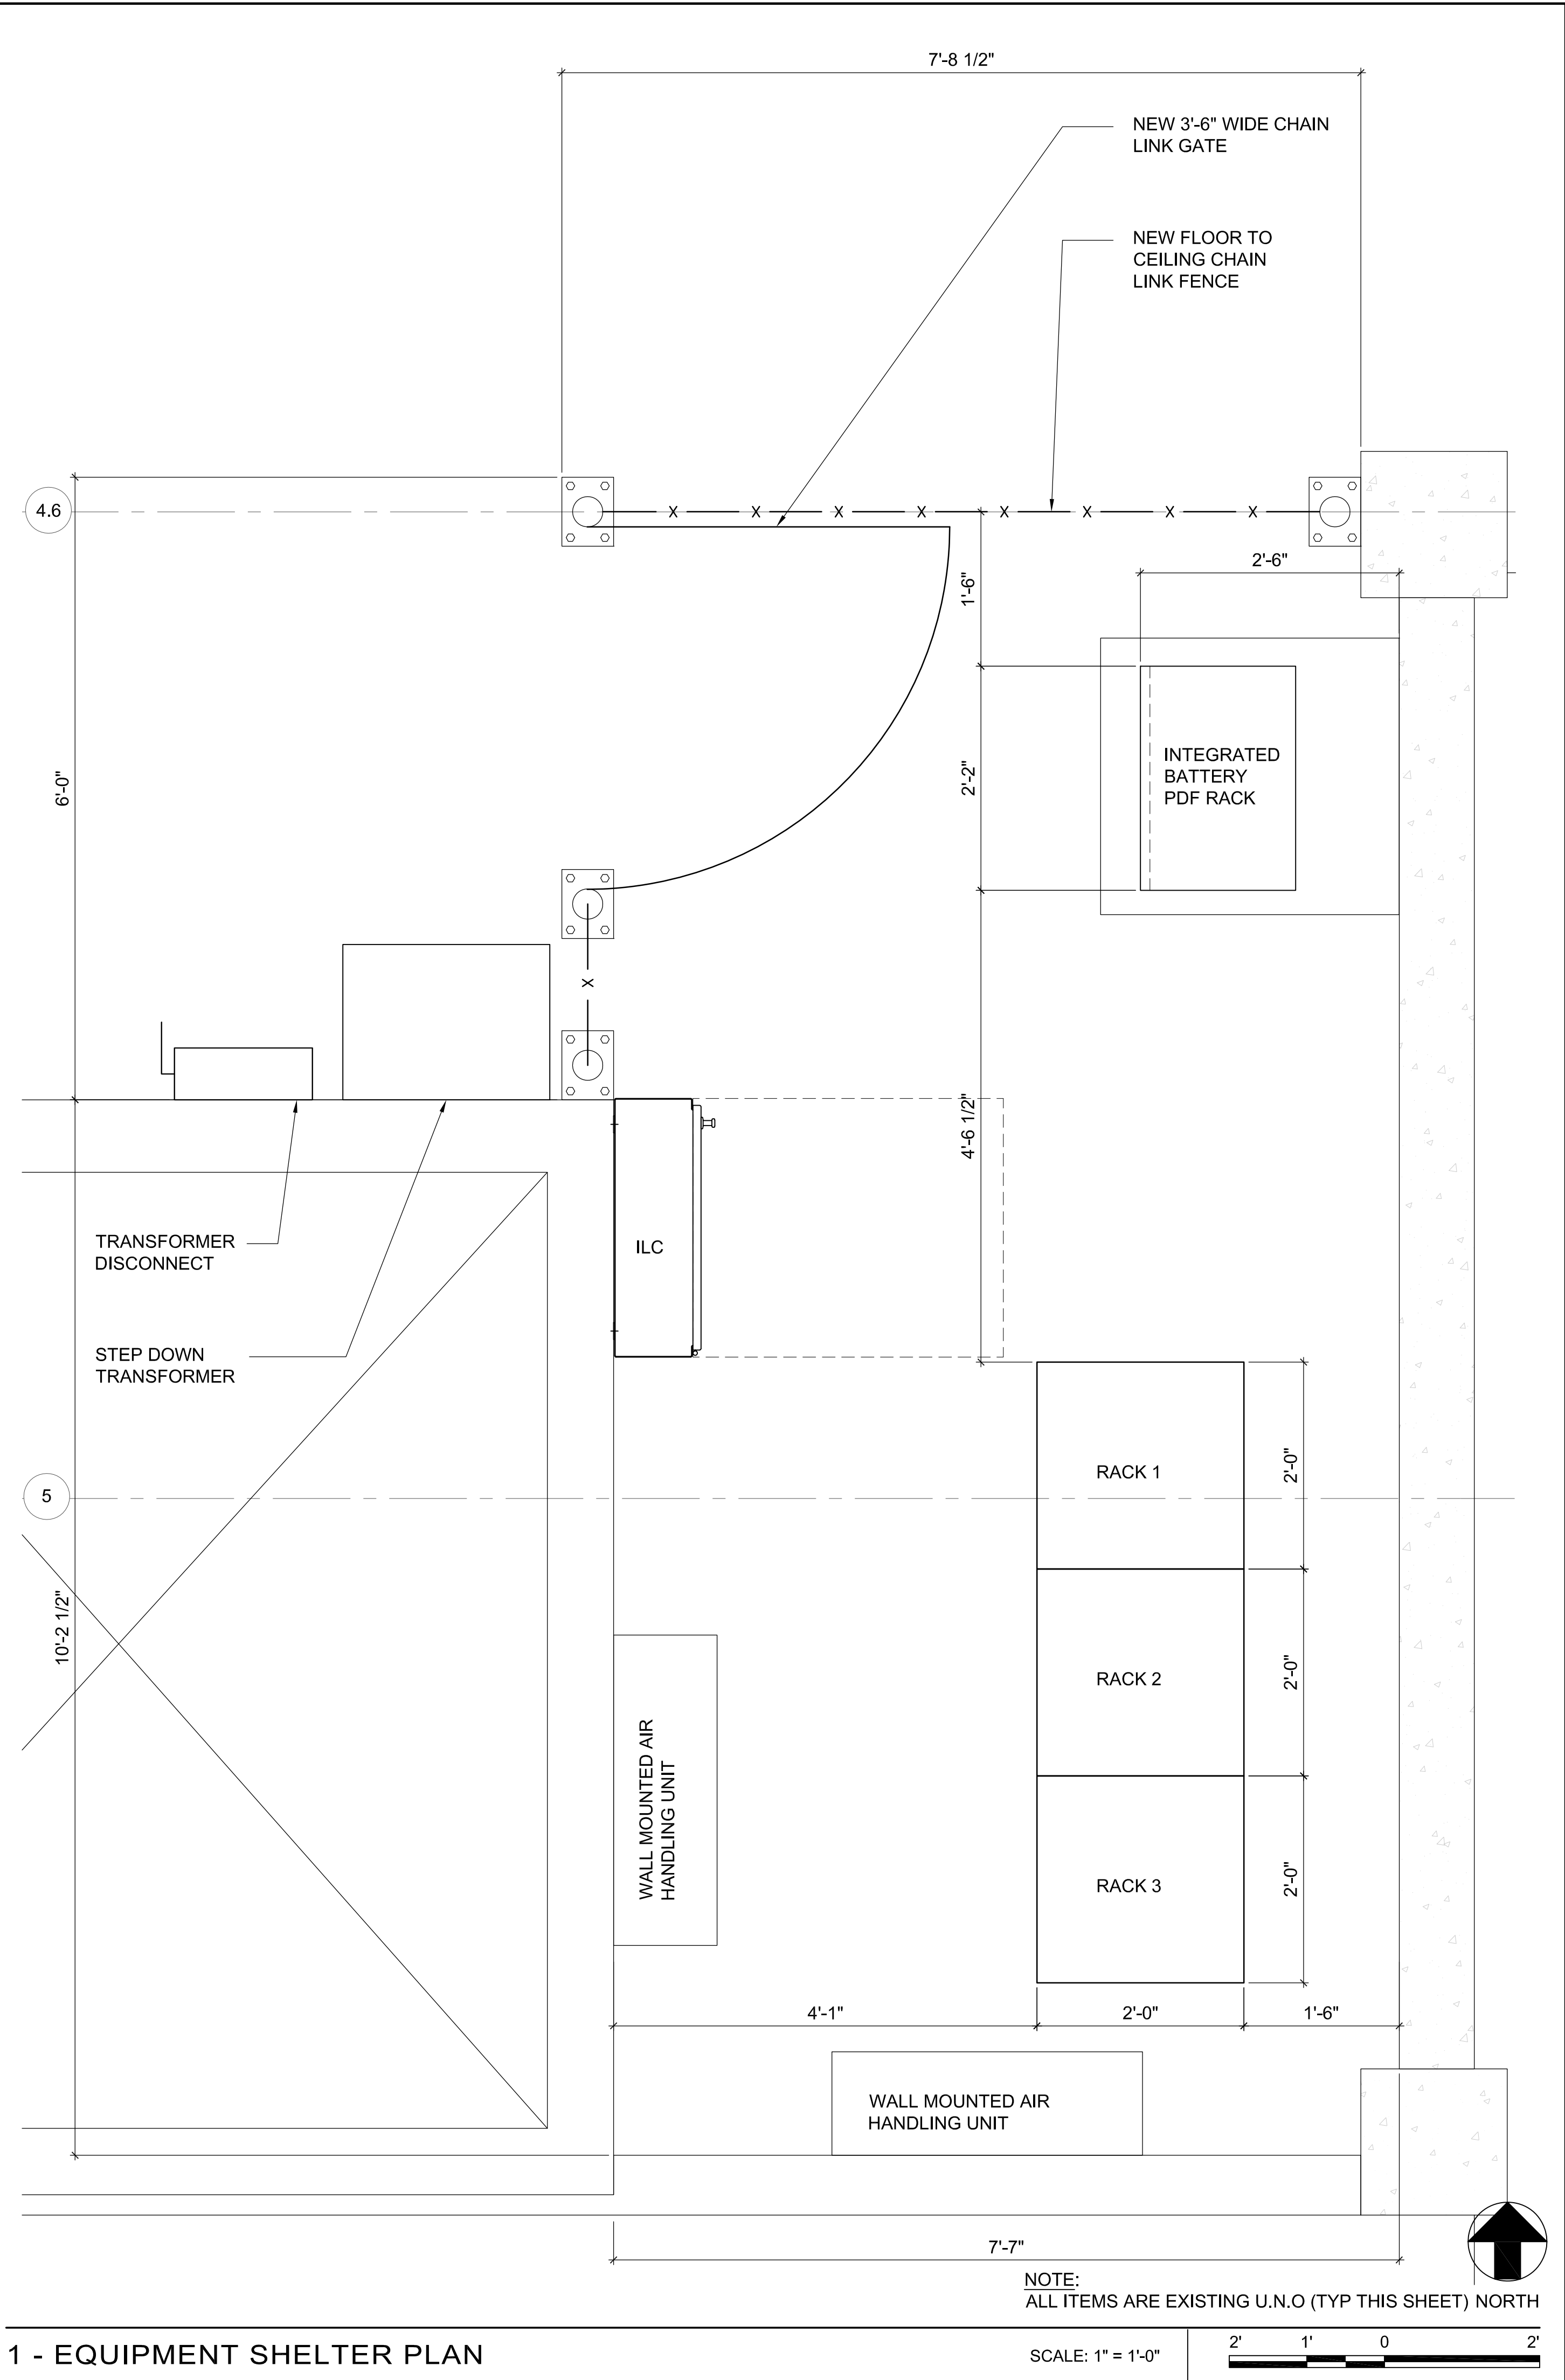 7'-8 1/2"
NEW 3'-6" WIDE CHAIN
LINK GATE
NEW FLOOR TO
CEILING CHAIN
LINK FENCE
4.6
X X X X X X X X
2'-6"
1'-6"
6'-0"
2'-2"
INTEGRATED
BATTERY
PDF RACK
X
4'-6 1/2"
TRANSFORMER
DISCONNECT
ILC
STEP DOWN
TRANSFORMER
5
RACK 1
2'-0"
10'-2 1/2"
RACK 2
2'-0"
WALL MOUNTED AIR
HANDLING UNIT
RACK 3
2'-0"
4'-1"
2'-0"
1'-6"
WALL MOUNTED AIR
HANDLING UNIT
7'-7"
NOTE:
ALL ITEMS ARE EXISTING U.N.O (TYP THIS SHEET) NORTH
1 - EQUIPMENT SHELTER PLAN
SCALE: 1" = 1'-0"
2' 1' 0 2'